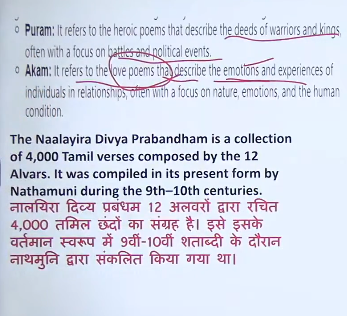 Puram: It refers to the heroic poems that describe the deeds of warriors and kings,
often with a focus on battles and political events.
Akam: It refers to the love poems that describe the emotions and experiences of
individuals in relationships, often with a focus on nature, emotions, and the human
condition.
The Naalayira Divya Prabandham is a collection
of 4,000 Tamil verses composed by the 12
Alvars. It was compiled in its present form by
Nathamuni during the 9th–10th centuries.
नालयिरा दिव्य प्रबंधम 12 अलवरों द्वारा रचित
4,000 तमिल छंदों का संग्रह है। इसे इसके
वर्तमान स्वरूप में 9वीं-10वीं शताब्दी के दौरान
नाथमुनि द्वारा संकलित किया गया था।